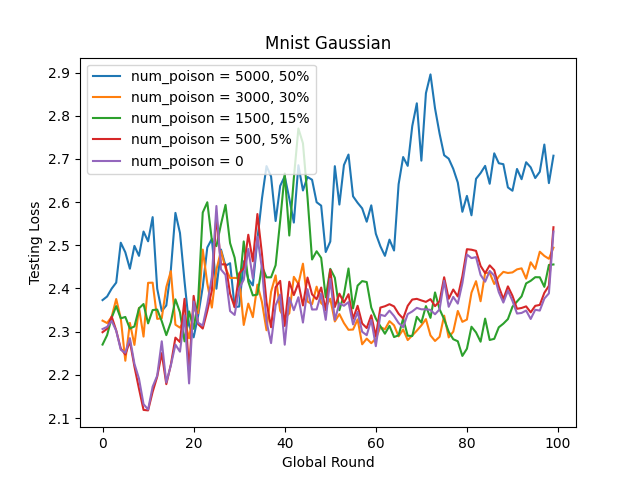 Mnist Gaussian
num_poison = 5000, 50%
num_poison = 3000, 30%
num_poison = 1500, 15%
num_poison = 500, 5%
num_poison = 0
Testing Loss
2.9
2.8
2.7
2.6
2.5
2.4
2.3
2.2
2.1
0 20 40 60 80 100
Global Round